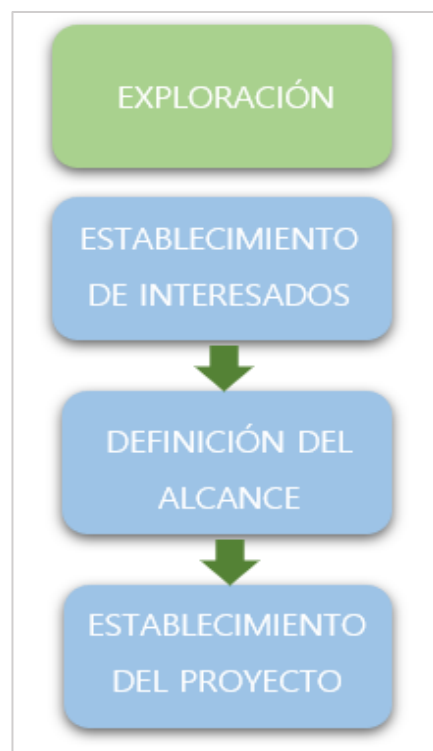 EXPLORACIÓN
ESTABLECIMIENTO
DE INTERESADOS
DEFINICIÓN DEL
ALCANCE
ESTABLECIMIENTO
DEL PROYECTO